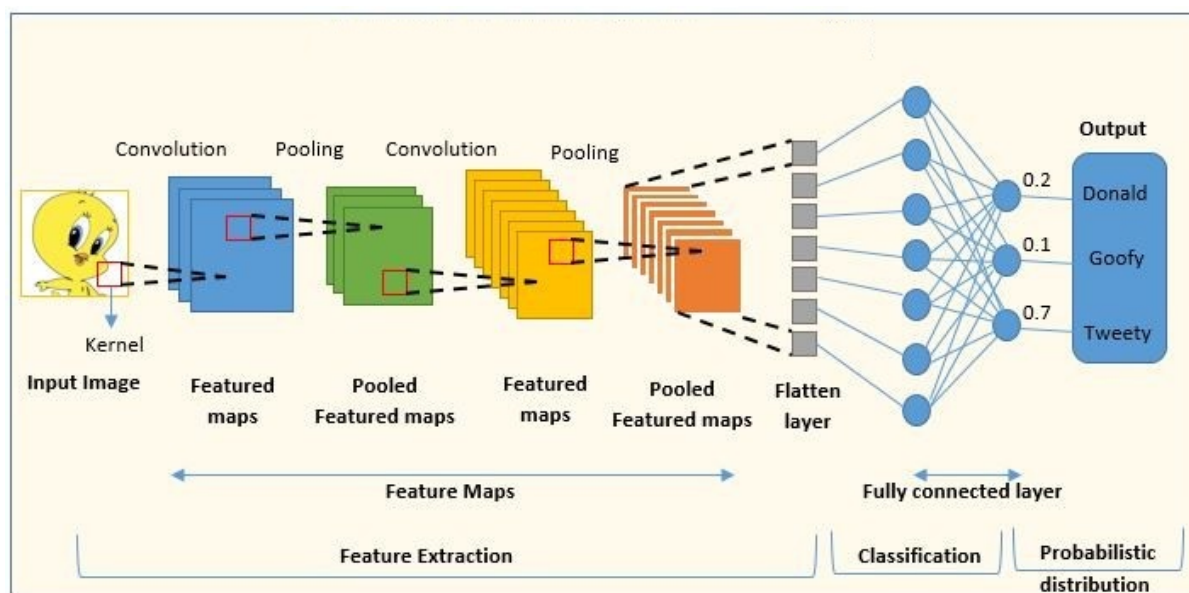 Convolution
Pooling
Convolution
Pooling
Output
0.2
Donald
0.1
Goofy
0.7
Tweety
Kernel
Input Image
Featured
maps
Pooled
Featured maps
Featured
maps
Pooled
Featured maps
Flatten
layer
Feature Maps
Fully connected layer
Feature Extraction
Classification
Probabilistic
distribution